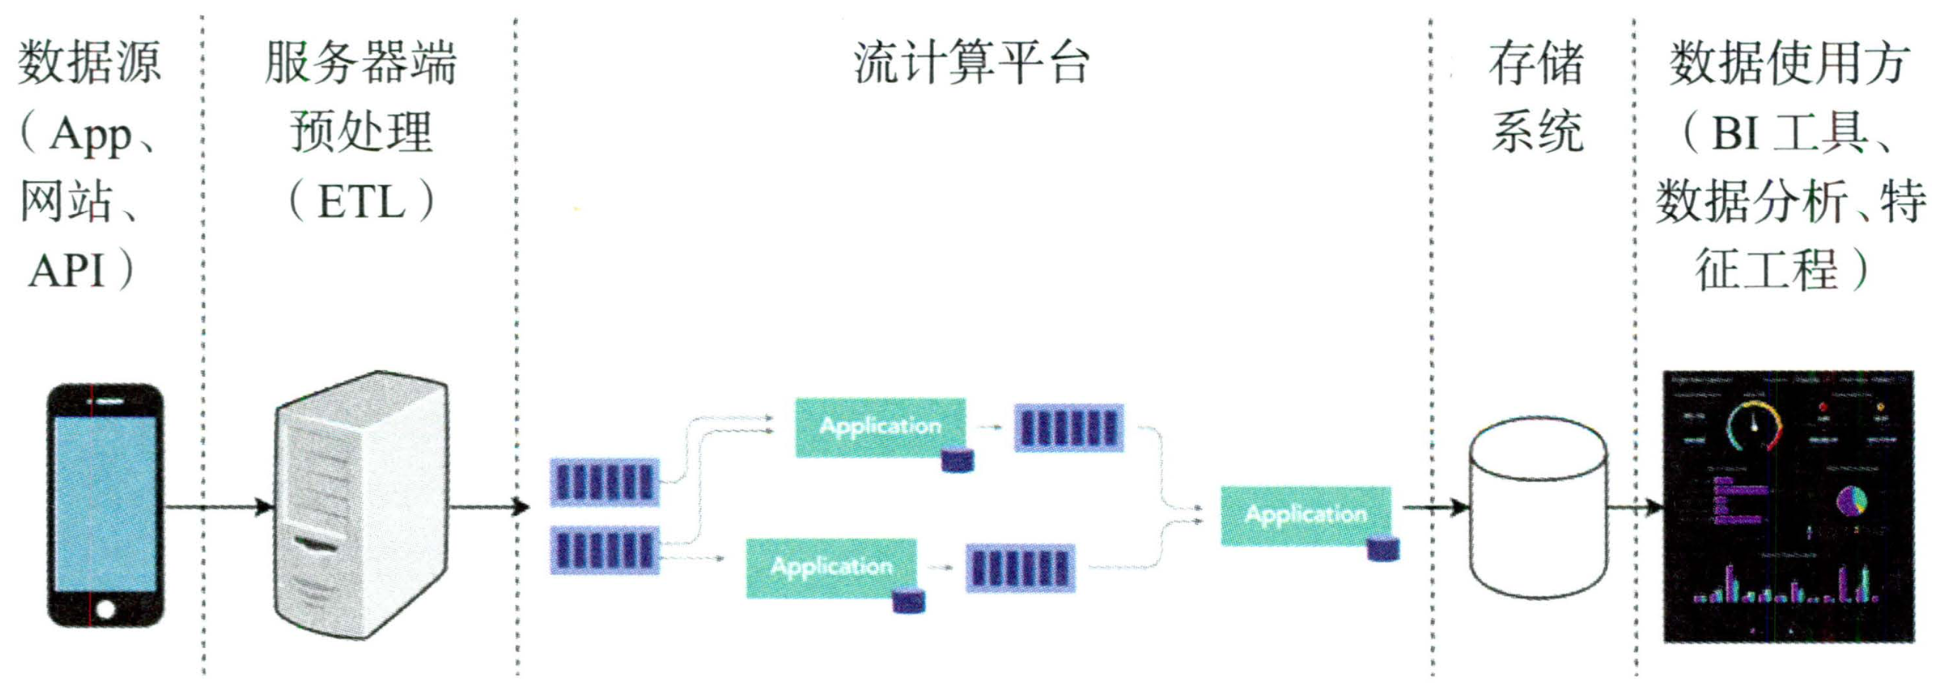 数据源
（App、
网站、
API）
服务器端
预处理
（ETL）
流计算平台
存储
系统
数据使用方
（BI 工具、
数据分析、特
征工程）
Application
Application
Application